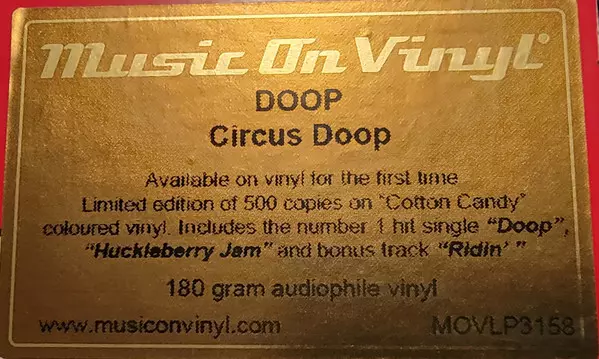 Music On Vinyl®
DOOP
Circus Doop
Available on vinyl for the first time
Limited edition of 500 copies on "Cotton Candy"
coloured vinyl. Includes the number 1 hit single "Doop",
"Huckleberry Jam" and bonus track "Ridin' "
180 gram audiophile vinyl
www.musiconvinyl.com MOVLP3158